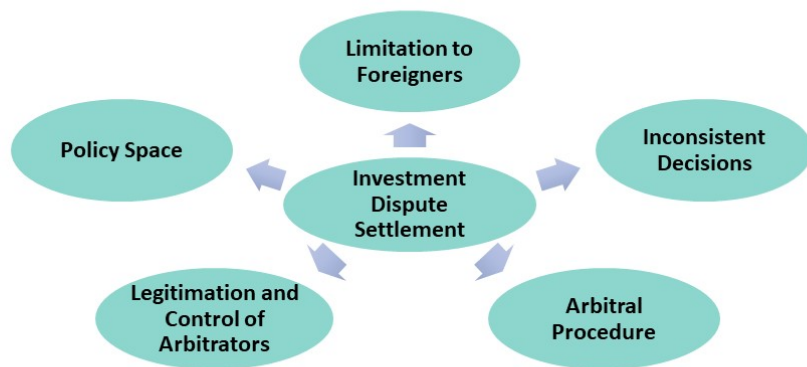 Limitation to
Foreigners
Policy Space
Inconsistent
Decisions
Investment
Dispute
Settlement
Legitimation and
Control of
Arbitrators
Arbitral
Procedure